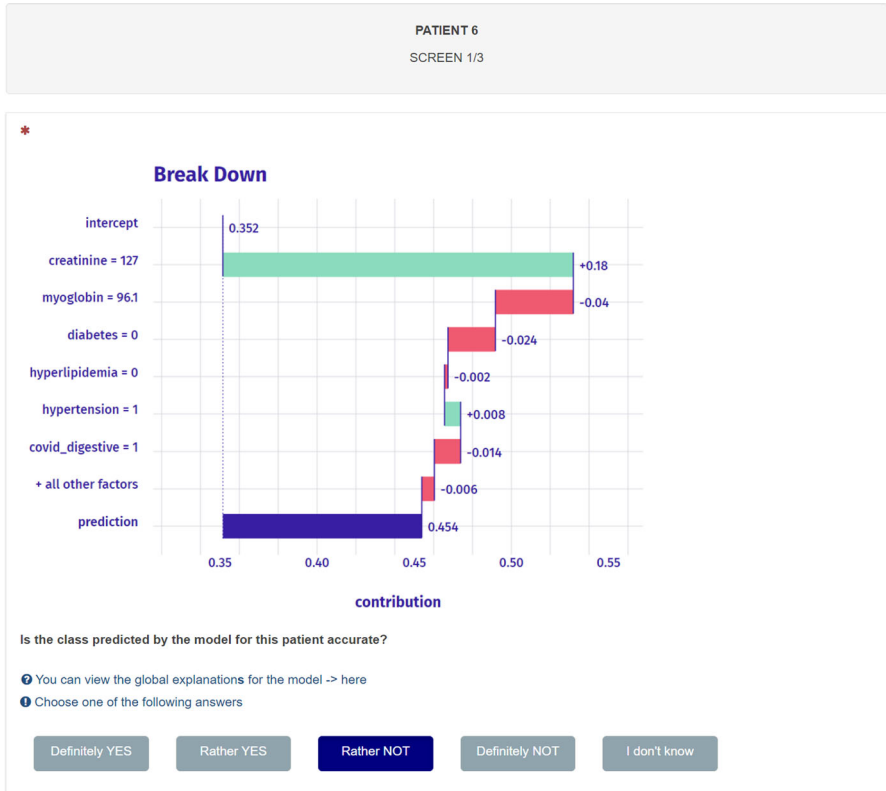 PATIENT 6
SCREEN 1/3
*
Break Down
intercept
0.352
creatinine = 127
+0.18
myoglobin = 96.1
-0.04
diabetes = 0
-0.024
hyperlipidemia = 0
-0.002
hypertension = 1
+0.008
covid_digestive = 1
-0.014
+ all other factors
-0.006
prediction
0.454
0.35 0.40 0.45 0.50 0.55
contribution
Is the class predicted by the model for this patient accurate?
You can view the global explanations for the model -> here
Choose one of the following answers
Definitely YES Rather YES Rather NOT Definitely NOT I don't know